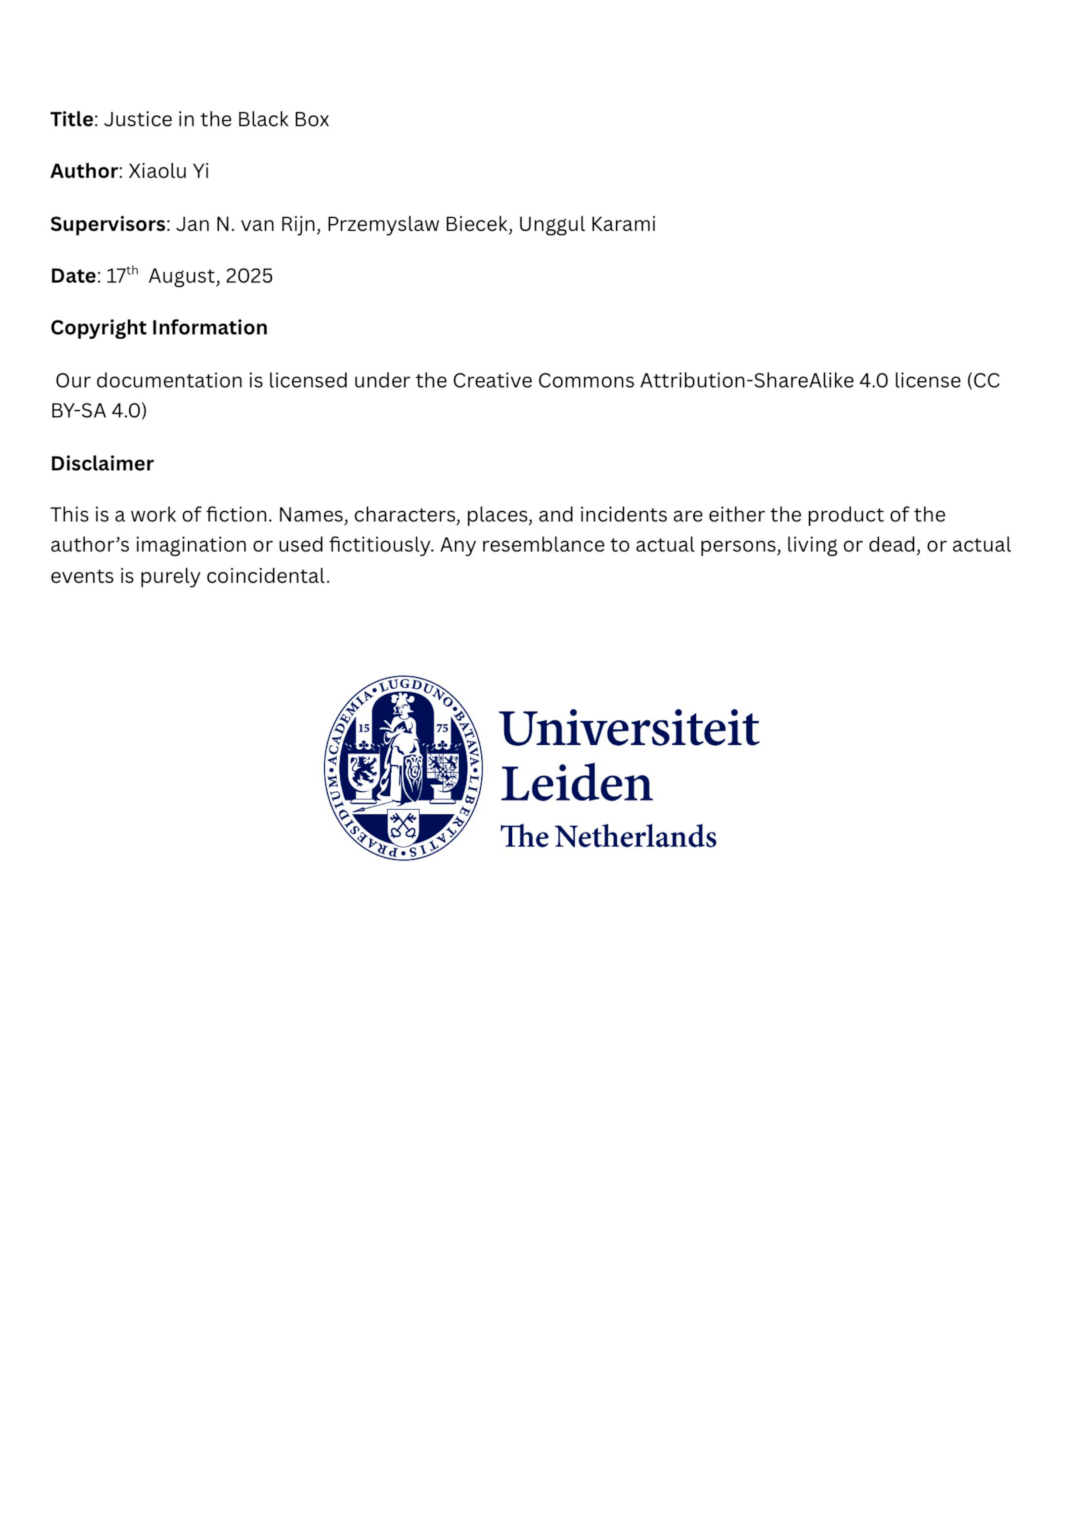 Title: Justice in the Black Box
Author: Xiaolu Yi
Supervisors: Jan N. van Rijn, Przemyslaw Biecek, Unggul Karami
Date: 17th August, 2025
Copyright Information
Our documentation is licensed under the Creative Commons Attribution-ShareAlike 4.0 license (CC
BY-SA 4.0)
Disclaimer
This is a work of fiction. Names, characters, places, and incidents are either the product of the
author’s imagination or used fictitiously. Any resemblance to actual persons, living or dead, or actual
events is purely coincidental.
ACADEMIA•LUGDUNO•BATAVA•LIBERTATIS•PRAESIDIUM•
15 75
Universiteit
Leiden
The Netherlands